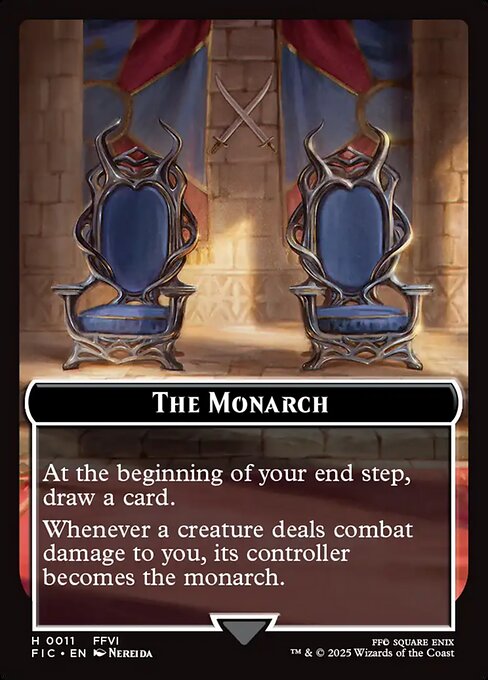 THE MONARCH
At the beginning of your end step,
draw a card.
Whenever a creature deals combat
damage to you, its controller
becomes the monarch.
H 0011 FFVI
FIC • EN NEREIDA
FF© SQUARE ENIX
™ & © 2025 Wizards of the Coast